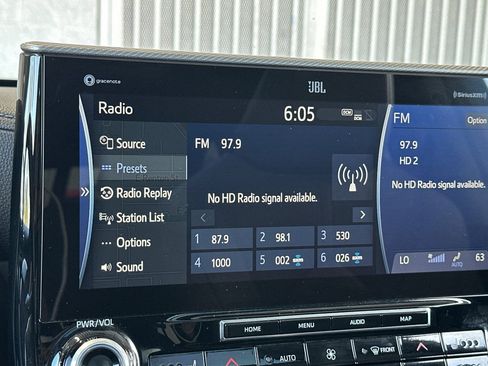 gracenote
JBL
SiriusXM
Radio
6:05
DCM
FM
Option
Source
FM 97.9
97.9
HD 2
Presets
No HD Radio signal available.
Radio Replay
No HD Radio signal available.
Station List
1 87.9
2 98.1
3 530
Options
4 1000
5 002
6 026
Sound
LO
AUTO
63
PWR/VOL
HOME
MENU
AUDIO
MAP
AUTO
FRONT